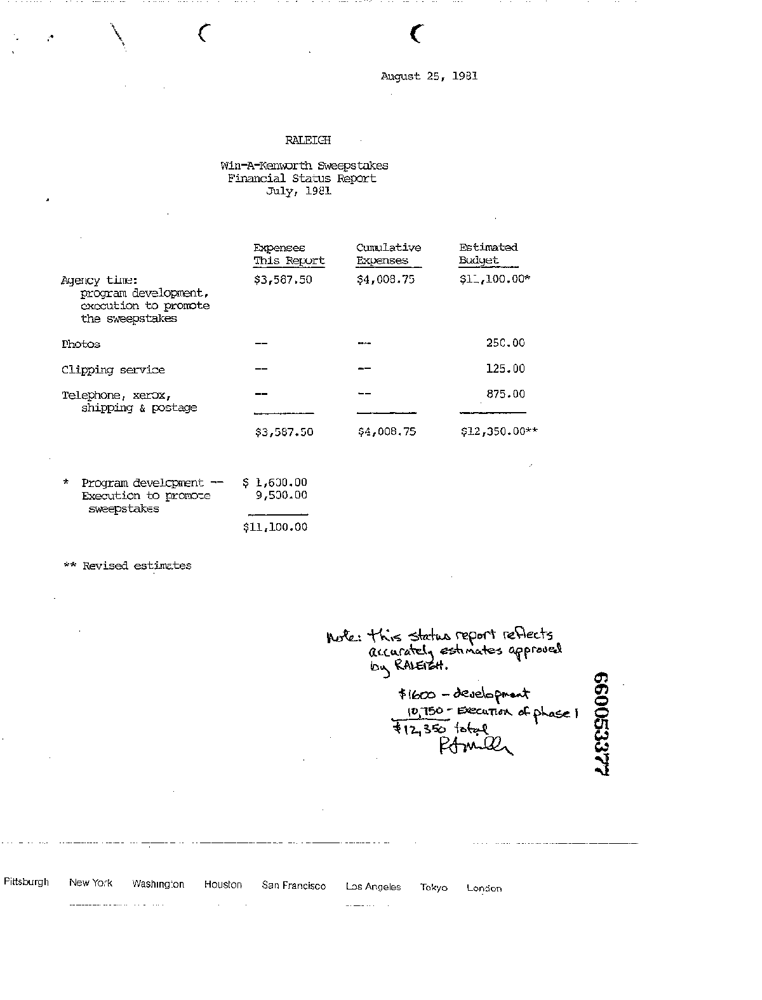 August 25, 1981
RALEIGH
Win-A-Kenworth Sweepstakes
Financial Status Report
July, 1981
Expenses Cumulative Estimated
This Report Expenses Budget
Agency time: $3,587.50 $4,008.75 $11,100.00*
program development,
execution to promote
the sweepstakes
Photos -- -- 250.00
Clipping service -- -- 125.00
Telephone, xerox, -- -- 875.00
shipping & postage
$3,587.50 $4,008.75 $12,350.00**
* Program development -- $ 1,600.00
Execution to promote 9,500.00
sweepstakes
$11,100.00
** Revised estimates
Note: this status report reflects
accurately estimates approved
by RALEIGH.
$1600 - development
10,750 - Execution of phase 1
$12,350 total
660053377
Pittsburgh New York Washington Houston San Francisco Los Angeles Tokyo London